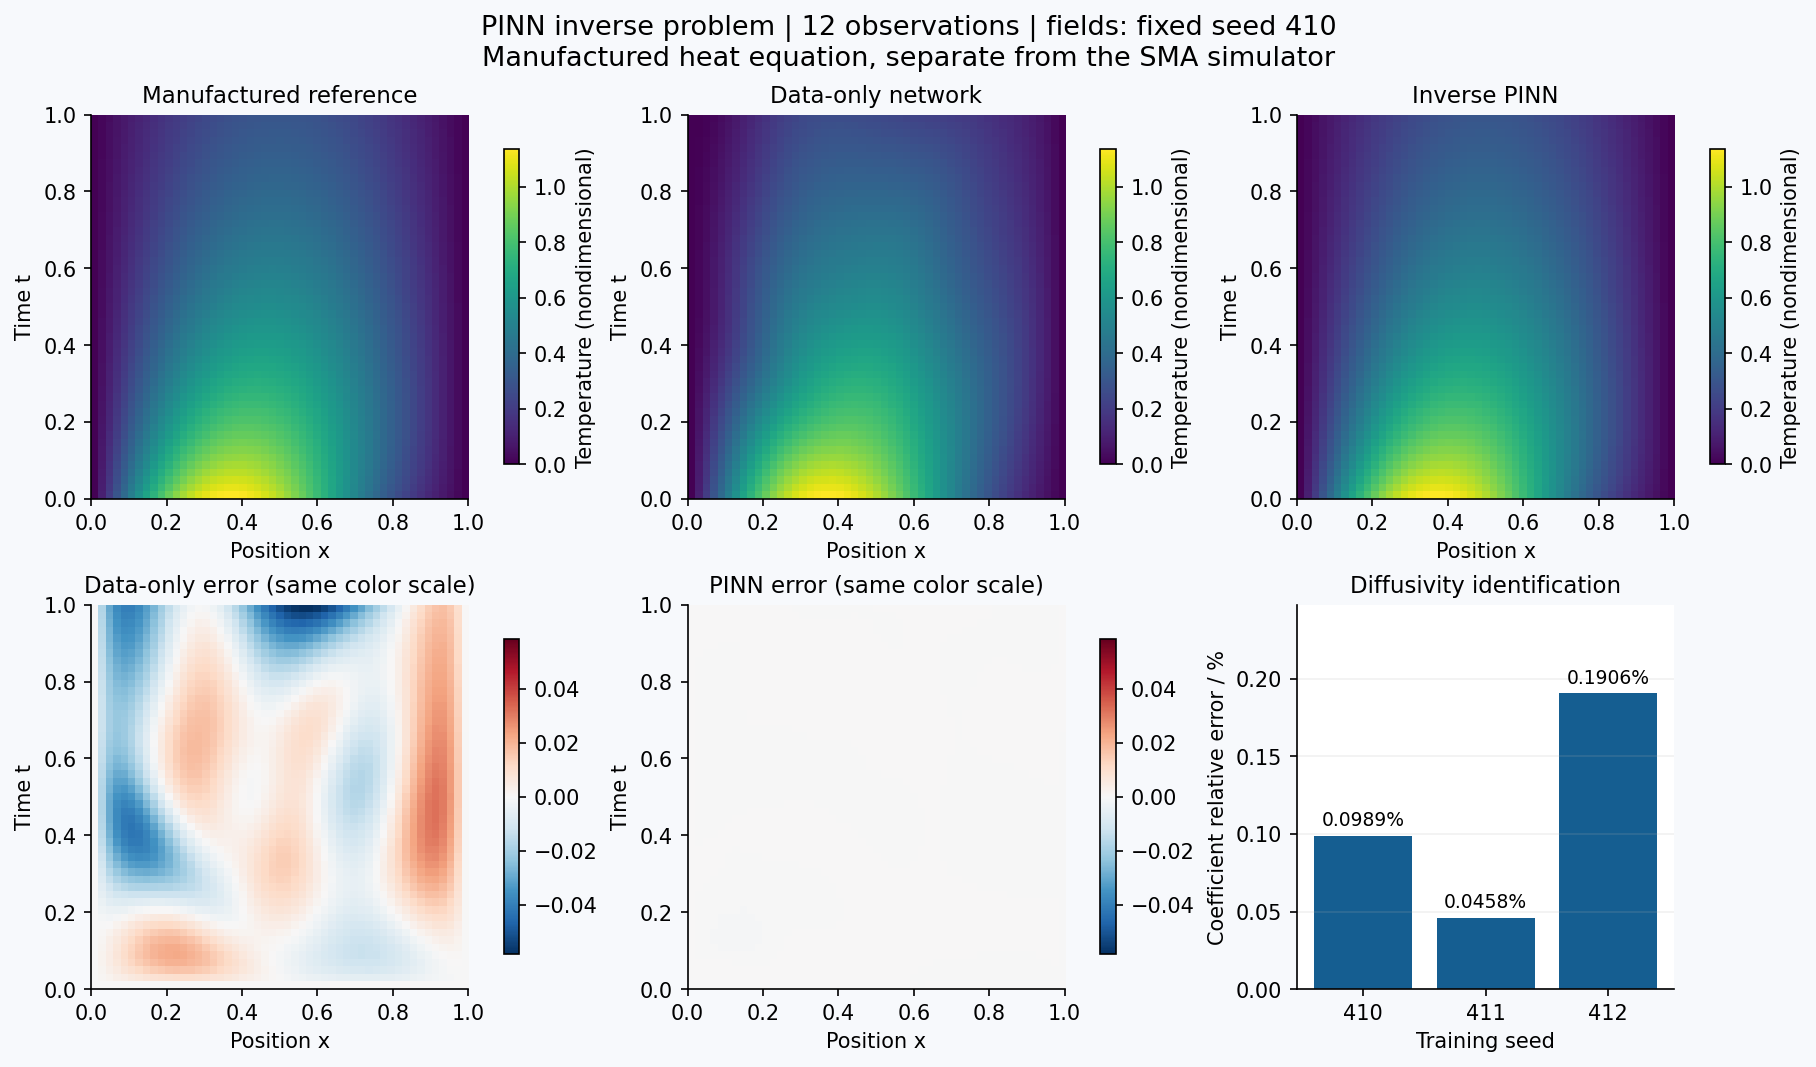 PINN inverse problem | 12 observations | fields: fixed seed 410
Manufactured heat equation, separate from the SMA simulator
Manufactured reference
1.0
0.8
0.6
0.4
0.2
0.0
Time t
0.0 0.2 0.4 0.6 0.8 1.0
Position x
1.0
0.8
0.6
0.4
0.2
0.0
Temperature (nondimensional)
Data-only network
1.0
0.8
0.6
0.4
0.2
0.0
Time t
0.0 0.2 0.4 0.6 0.8 1.0
Position x
1.0
0.8
0.6
0.4
0.2
0.0
Temperature (nondimensional)
Inverse PINN
1.0
0.8
0.6
0.4
0.2
0.0
Time t
0.0 0.2 0.4 0.6 0.8 1.0
Position x
1.0
0.8
0.6
0.4
0.2
0.0
Temperature (nondimensional)
Data-only error (same color scale)
1.0
0.8
0.6
0.4
0.2
0.0
Time t
0.0 0.2 0.4 0.6 0.8 1.0
Position x
0.04
0.02
0.00
−0.02
−0.04
PINN error (same color scale)
1.0
0.8
0.6
0.4
0.2
0.0
Time t
0.0 0.2 0.4 0.6 0.8 1.0
Position x
0.04
0.02
0.00
−0.02
−0.04
Diffusivity identification
0.20
0.15
0.10
0.05
0.00
Coefficient relative error / %
0.0989%
0.0458%
0.1906%
410 411 412
Training seed